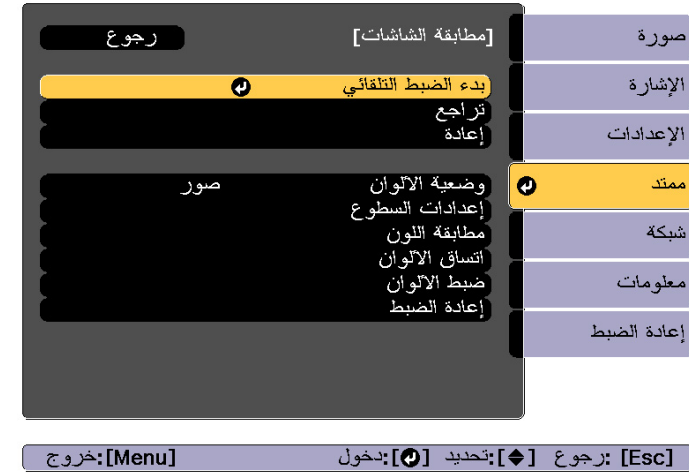 صورة
الإشارة
الإعدادات
ممتد
شبكة
معلومات
إعادة الضبط
[مطابقة الشاشات] رجوع
بدء الضبط التلقائي
تراجع
إعادة
وضعية الألوان صور
إعدادات السطوع
مطابقة اللون
اتساق الألوان
ضبط الألوان
إعادة الضبط
[Esc] :رجوع [◆]:تحديد [↵]:دخول [Menu]:خروج